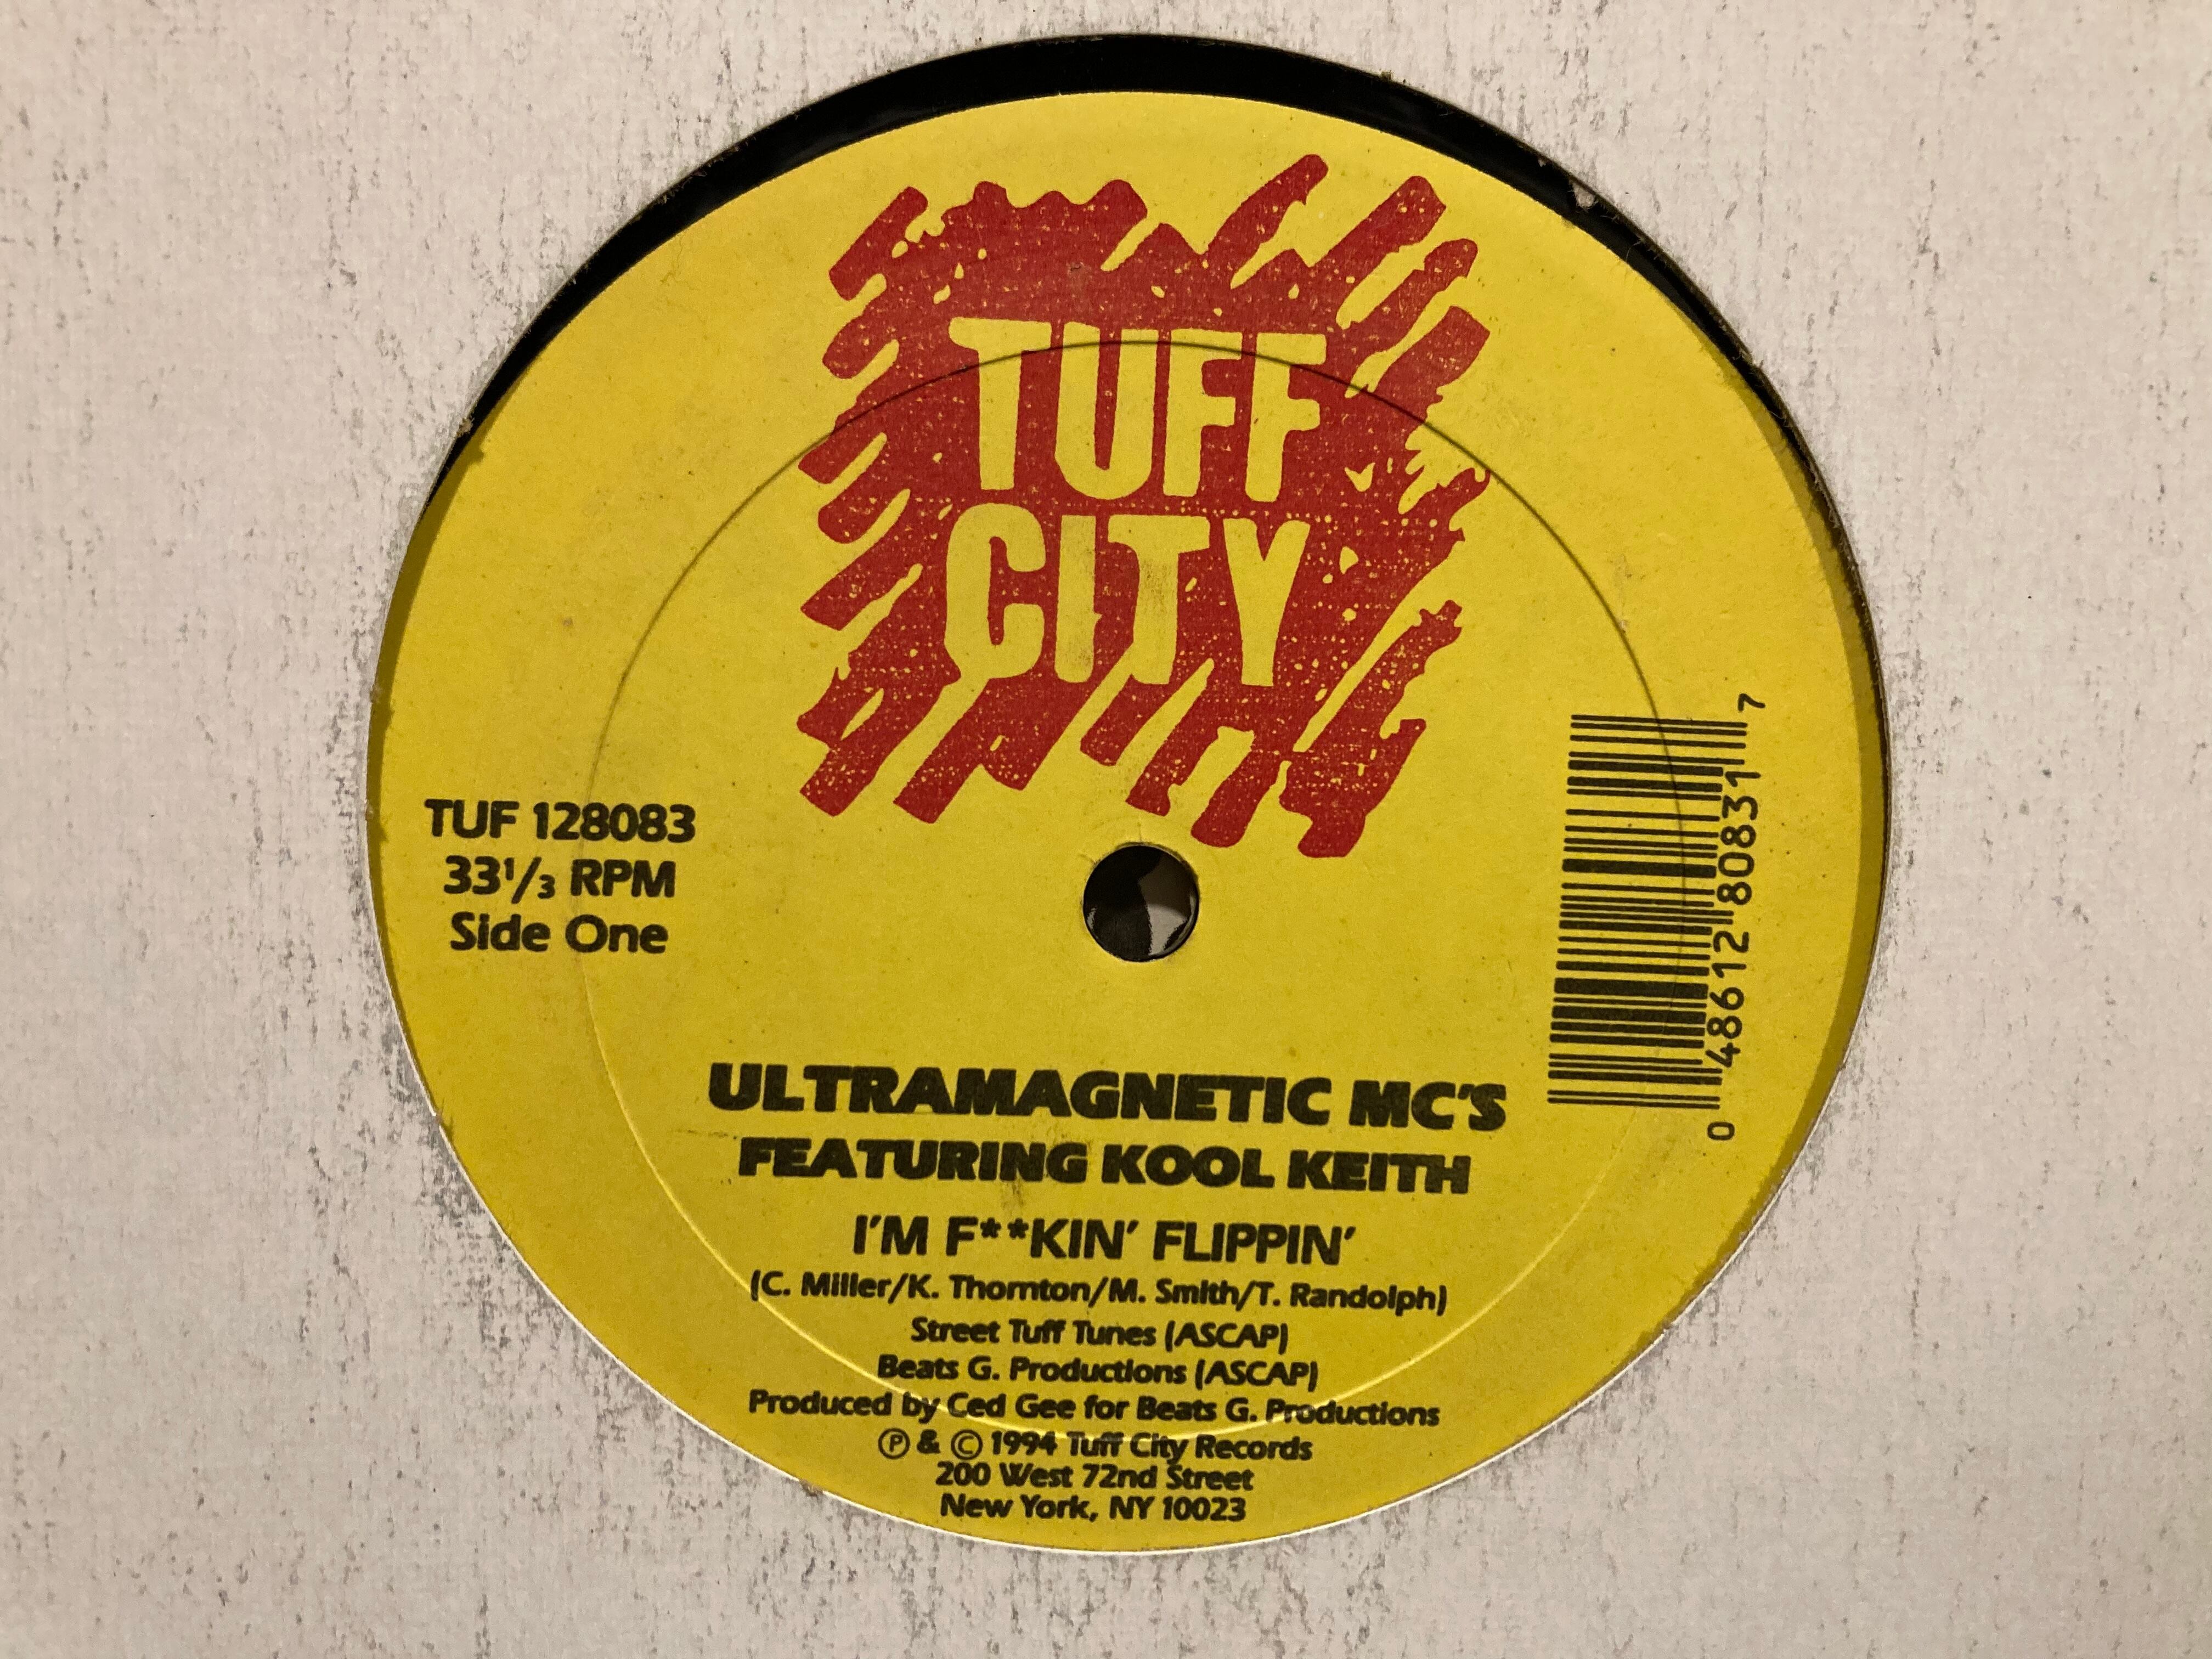 TUFF
CITY
TUF 128083
33⅓ RPM
Side One
0 48612 80831 7
ULTRAMAGNETIC MC'S
FEATURING KOOL KEITH
I'M F**KIN' FLIPPIN'
(C. Miller/K. Thornton/M. Smith/T. Randolph)
Street Tuff Tunes (ASCAP)
Beats G. Productions (ASCAP)
Produced by Ced Gee for Beats G. Productions
℗ & © 1994 Tuff City Records
200 West 72nd Street
New York, NY 10023